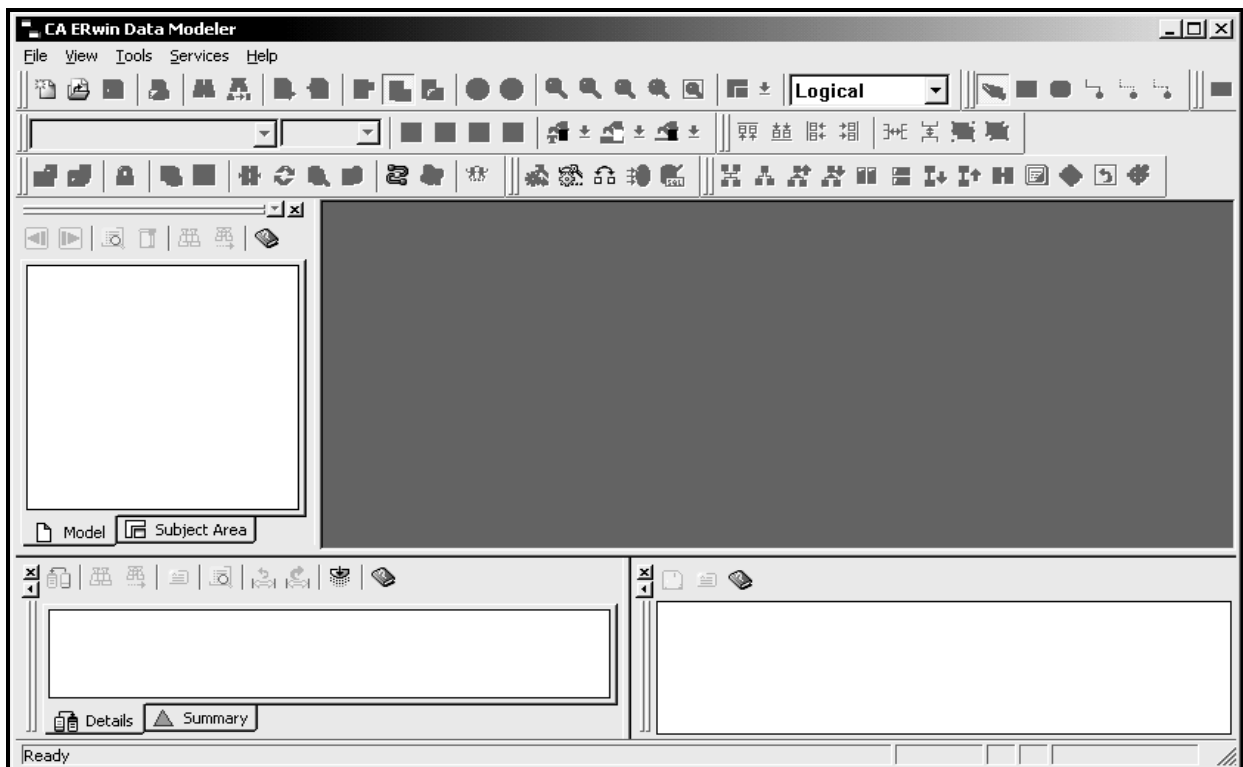 CA ERwin Data Modeler
File View Tools Services Help
Logical
Model Subject Area
Details Summary
Ready